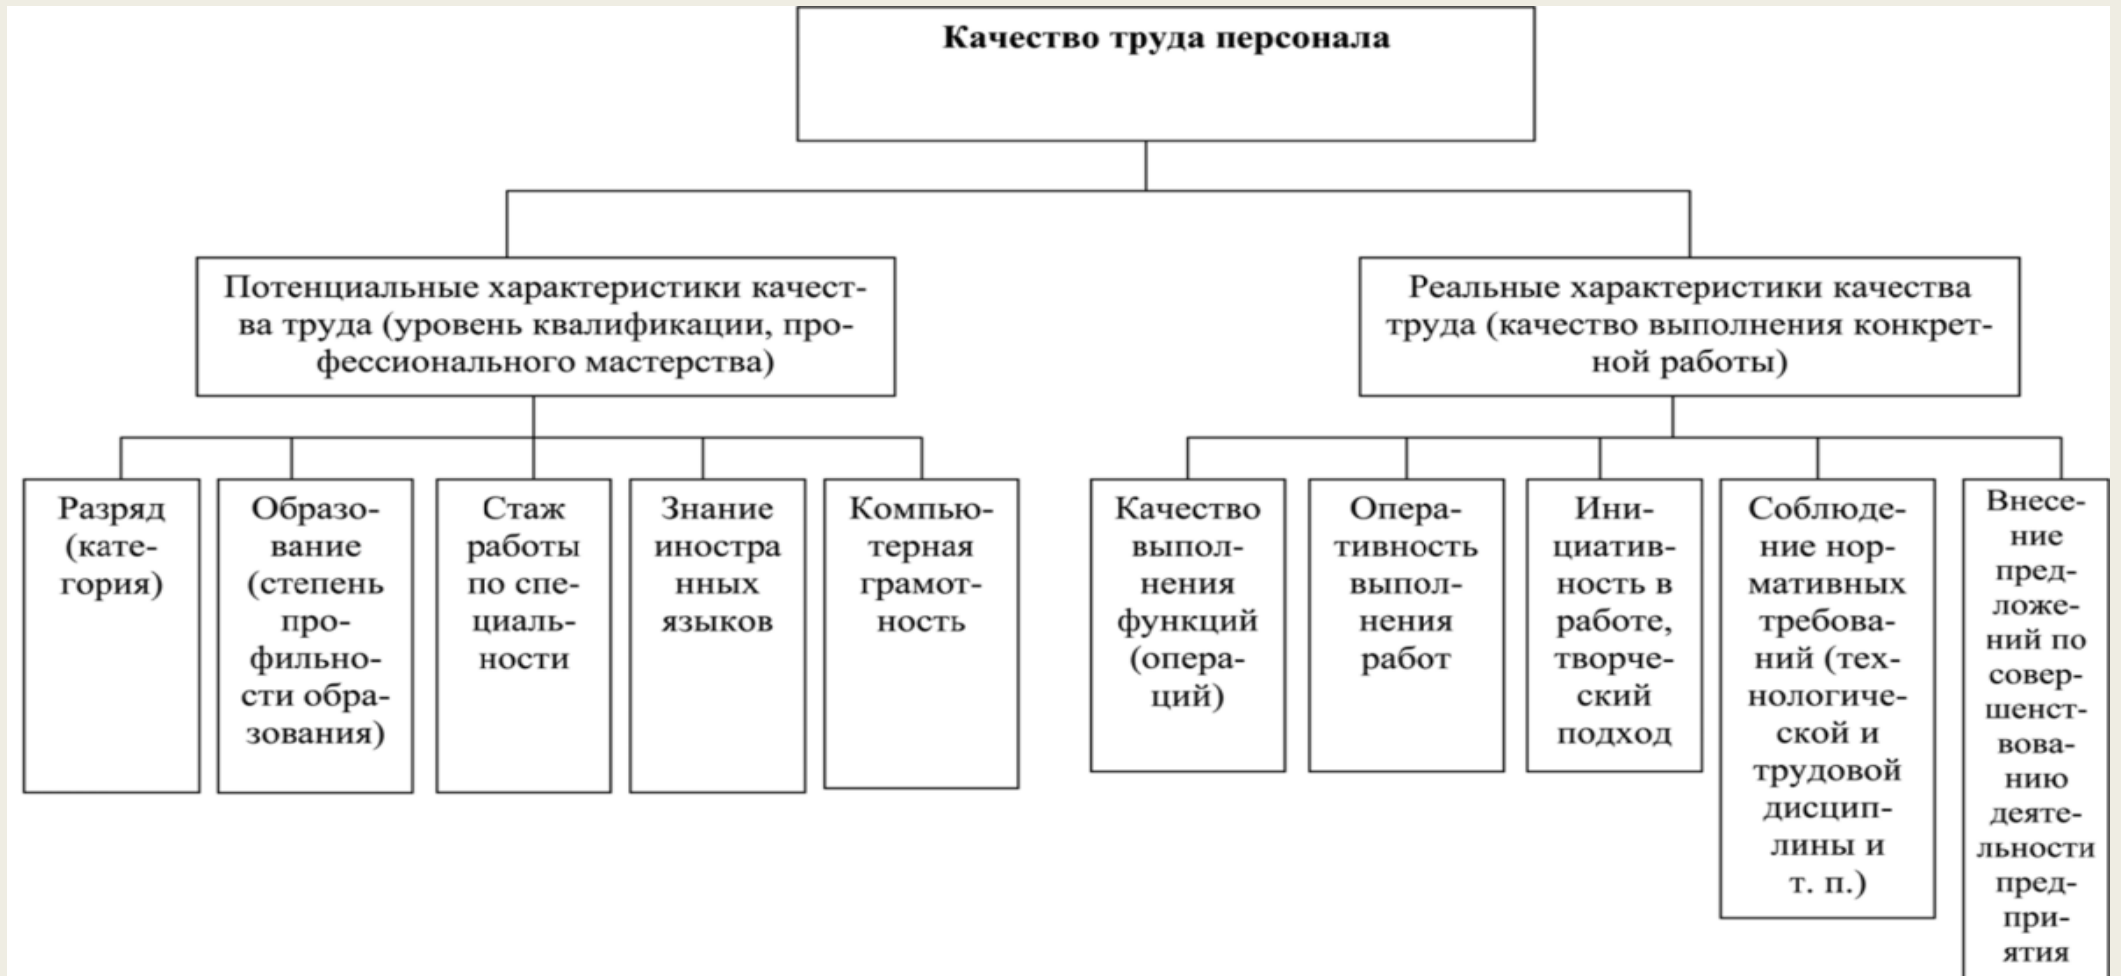 Качество труда персонала
Потенциальные характеристики качест-
ва труда (уровень квалификации, про-
фессионального мастерства)
Реальные характеристики качества
труда (качество выполнения конкрет-
ной работы)
Разряд
(кате-
гория)
Образо-
вание
(степень
про-
фильно-
сти обра-
зования)
Стаж
работы
по спе-
циаль-
ности
Знание
иностра
нных
языков
Компью-
терная
грамот-
ность
Качество
выпол-
нения
функций
(опера-
ций)
Опера-
тивность
выпол-
нения
работ
Ини-
циатив-
ность в
работе,
творче-
ский
подход
Соблюде-
ние нор-
мативных
требова-
ний (тех-
нологиче-
ской и
трудовой
дисцип-
лины и
т. п.)
Внесе-
ние
пред-
ложе-
ний по
совер-
шенст-
вова-
нию
деяте-
льности
пред-
при-
ятия